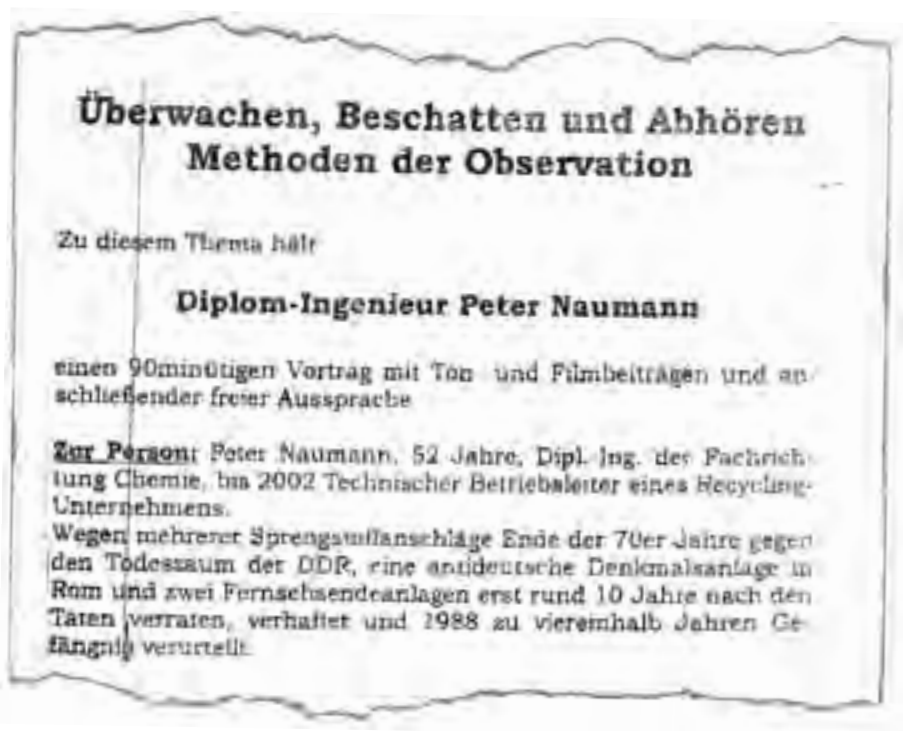 Überwachen, Beschatten und Abhören
Methoden der Observation
Zu diesem Thema hält
Diplom-Ingenieur Peter Naumann
einen 90minütigen Vortrag mit Ton- und Filmbeiträgen und an-
schließender freier Aussprache
Zur Person: Peter Naumann, 52 Jahre, Dipl. Ing. der Fachrich-
tung Chemie, bis 2002 Technischer Betriebsleiter eines Recycling-
Unternehmens.
Wegen mehrerer Sprengstoffanschläge Ende der 70er Jahre gegen
den Todeszaum der DDR, eine antideutsche Denkmalsanlage in
Rom und zwei Fernsehsendeanlagen erst rund 10 Jahre nach den
Taten verraten, verhaftet und 1988 zu viereinhalb Jahren Ge-
fängnis verurteilt.